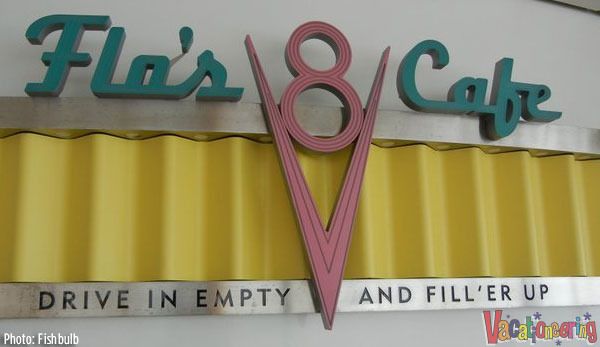 Flo's V8 Cafe
DRIVE IN EMPTY AND FILL'ER UP
Photo: Fishbulb
Vacationeering